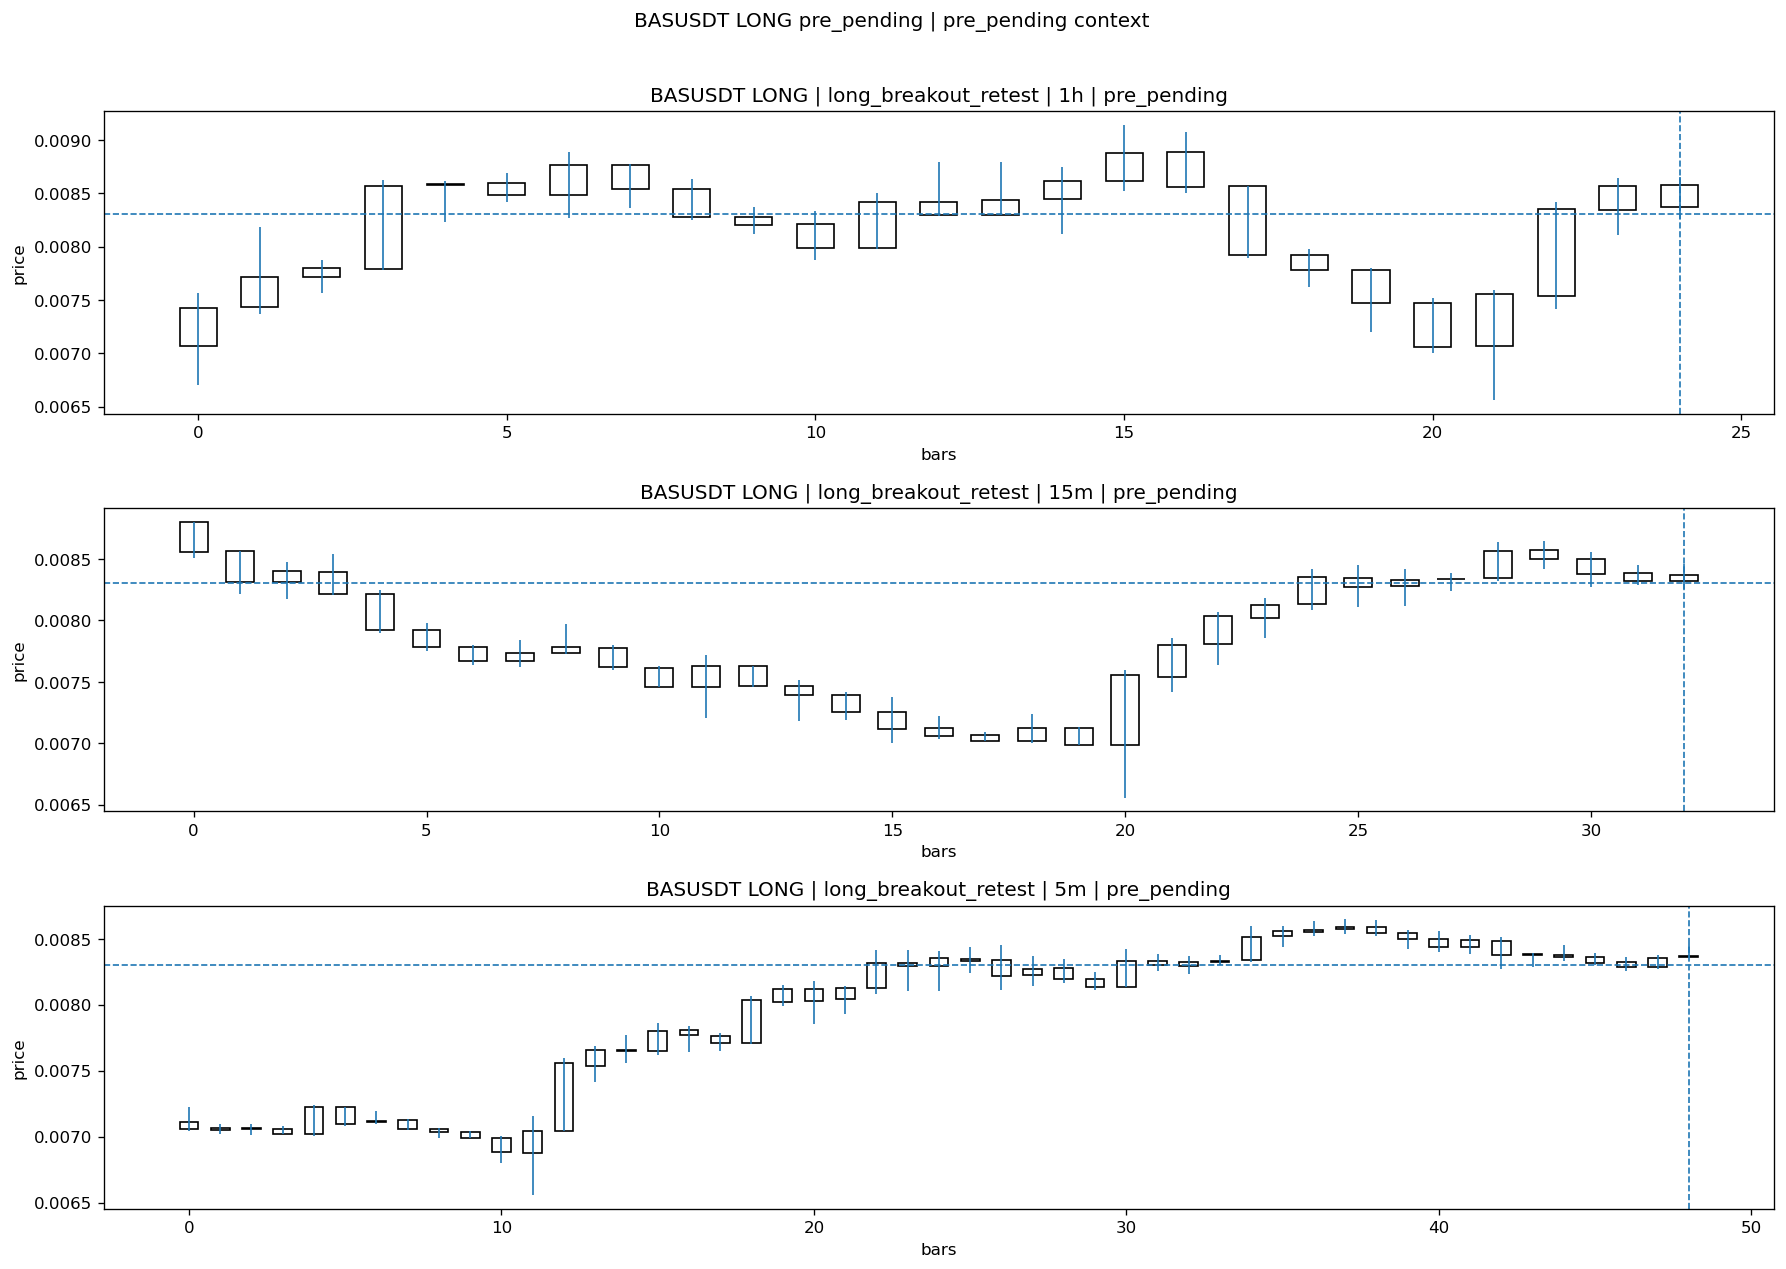 BASUSDT LONG pre_pending | pre_pending context
BASUSDT LONG | long_breakout_retest | 1h | pre_pending
0.0090
0.0085
0.0080
0.0075
0.0070
0.0065
price
0 5 10 15 20 25
bars
BASUSDT LONG | long_breakout_retest | 15m | pre_pending
0.0085
0.0080
0.0075
0.0070
0.0065
price
0 5 10 15 20 25 30
bars
BASUSDT LONG | long_breakout_retest | 5m | pre_pending
0.0085
0.0080
0.0075
0.0070
0.0065
price
0 10 20 30 40 50
bars